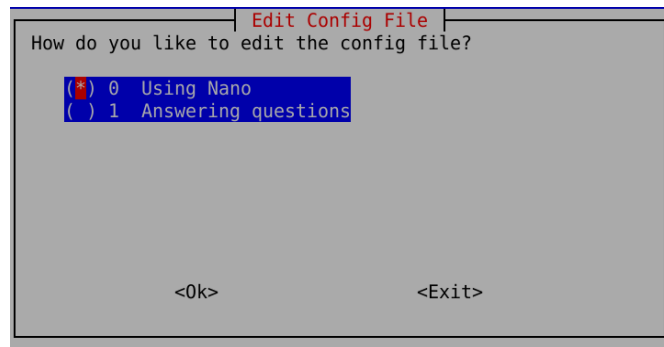 Edit Config File
How do you like to edit the config file?
(*) 0 Using Nano
( ) 1 Answering questions
<Ok> <Exit>